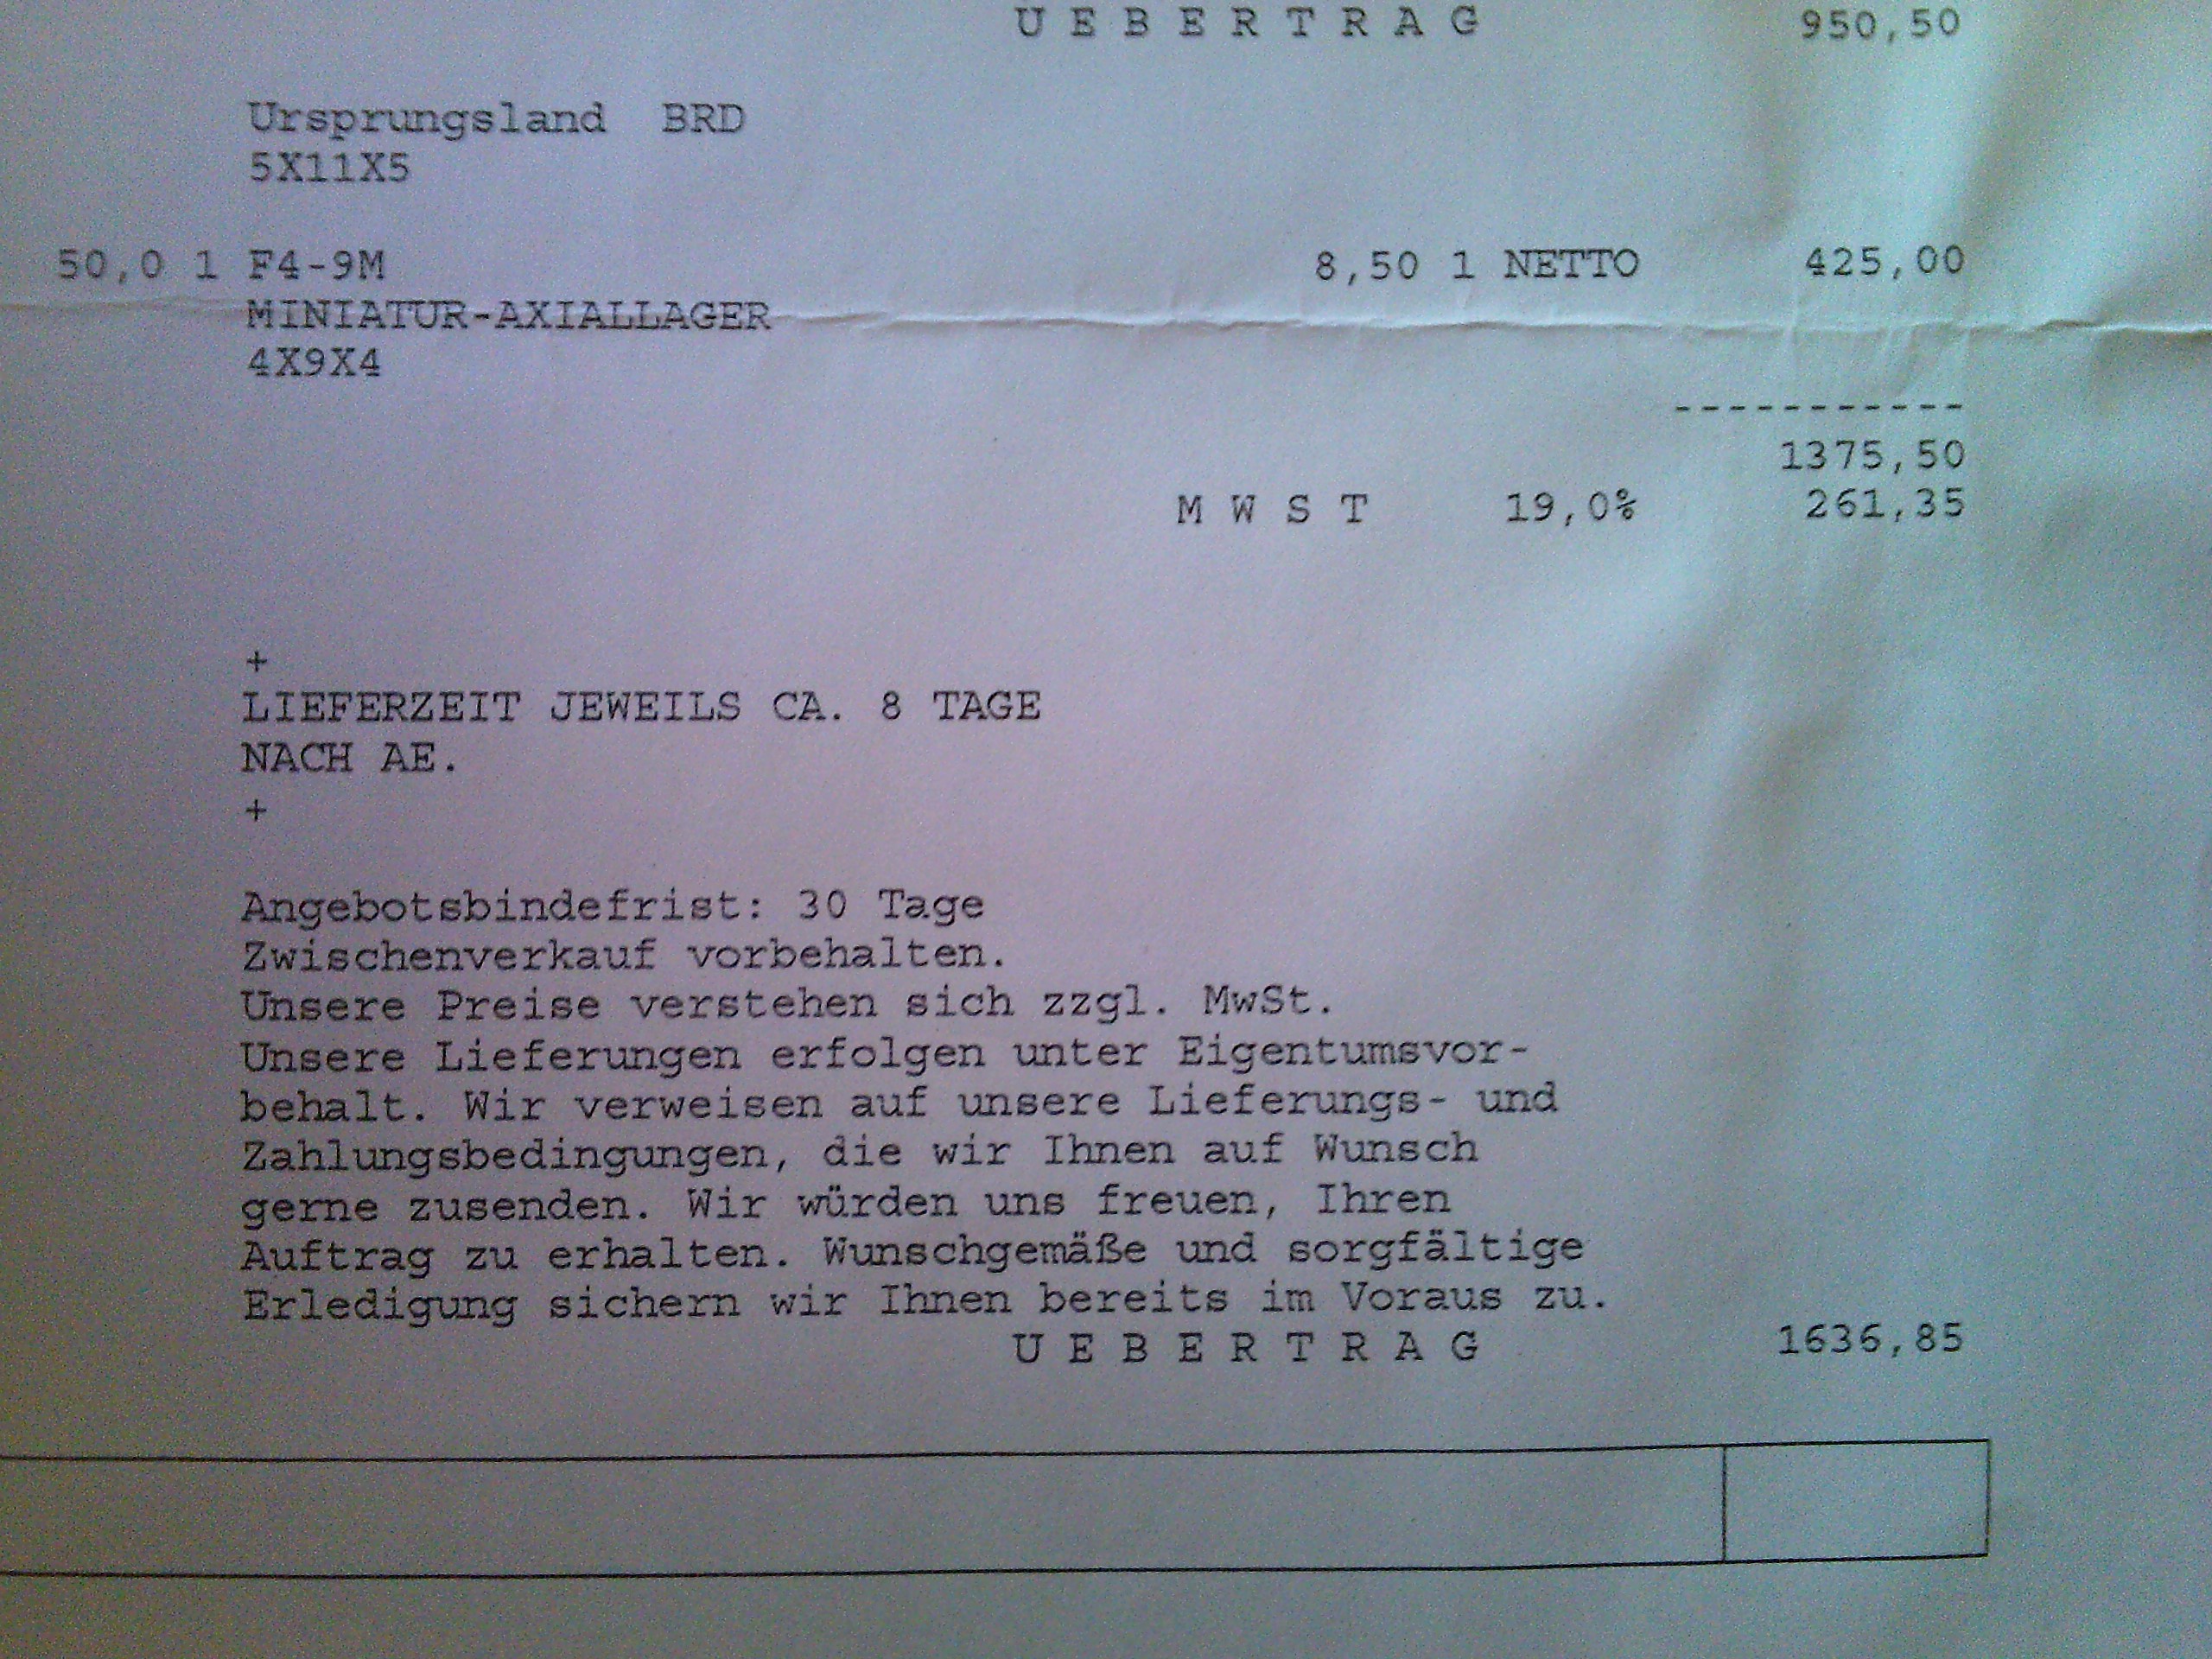 U E B E R T R A G 950,50
Ursprungsland BRD
5X11X5
50,0 1 F4-9M 8,50 1 NETTO 425,00
MINIATUR-AXIALLAGER
4X9X4
-----------
1375,50
M W S T 19,0% 261,35
+
LIEFERZEIT JEWEILS CA. 8 TAGE
NACH AE.
+
Angebotsbindefrist: 30 Tage
Zwischenverkauf vorbehalten.
Unsere Preise verstehen sich zzgl. MwSt.
Unsere Lieferungen erfolgen unter Eigentumsvor-
behalt. Wir verweisen auf unsere Lieferungs- und
Zahlungsbedingungen, die wir Ihnen auf Wunsch
gerne zusenden. Wir würden uns freuen, Ihren
Auftrag zu erhalten. Wunschgemäße und sorgfältige
Erledigung sichern wir Ihnen bereits im Voraus zu.
U E B E R T R A G 1636,85